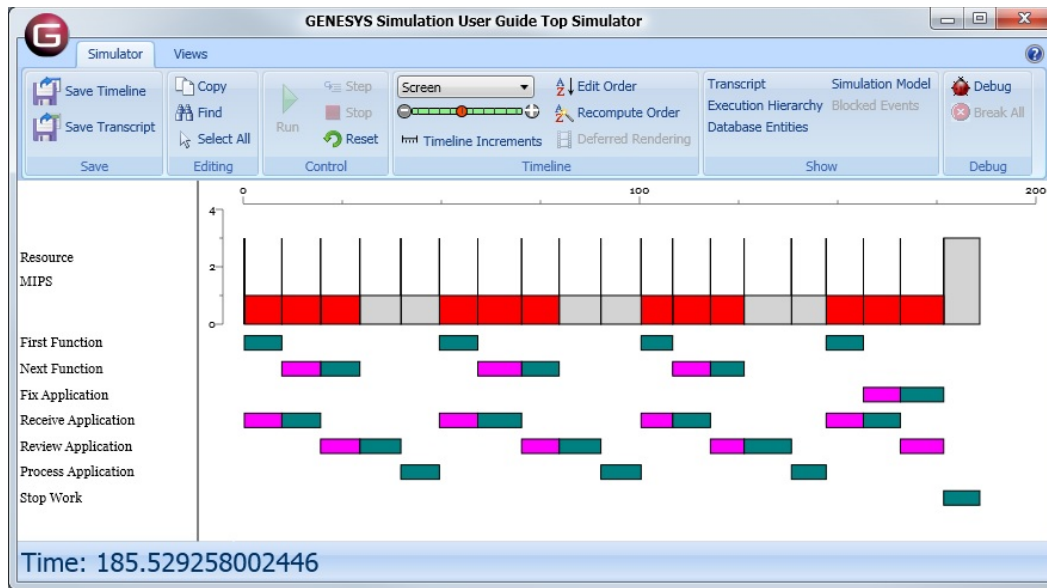 GENESYS Simulation User Guide Top Simulator
G
Simulator Views
Save Timeline
Save Transcript
Save
Copy
Find
Select All
Editing
Run
Step
Stop
Reset
Control
Screen
Timeline Increments
Edit Order
Recompute Order
Deferred Rendering
Timeline
Transcript
Execution Hierarchy
Database Entities
Simulation Model
Blocked Events
Show
Debug
Break All
Debug
0 100 200
4
2
0
Resource
MIPS
First Function
Next Function
Fix Application
Receive Application
Review Application
Process Application
Stop Work
Time: 185.529258002446